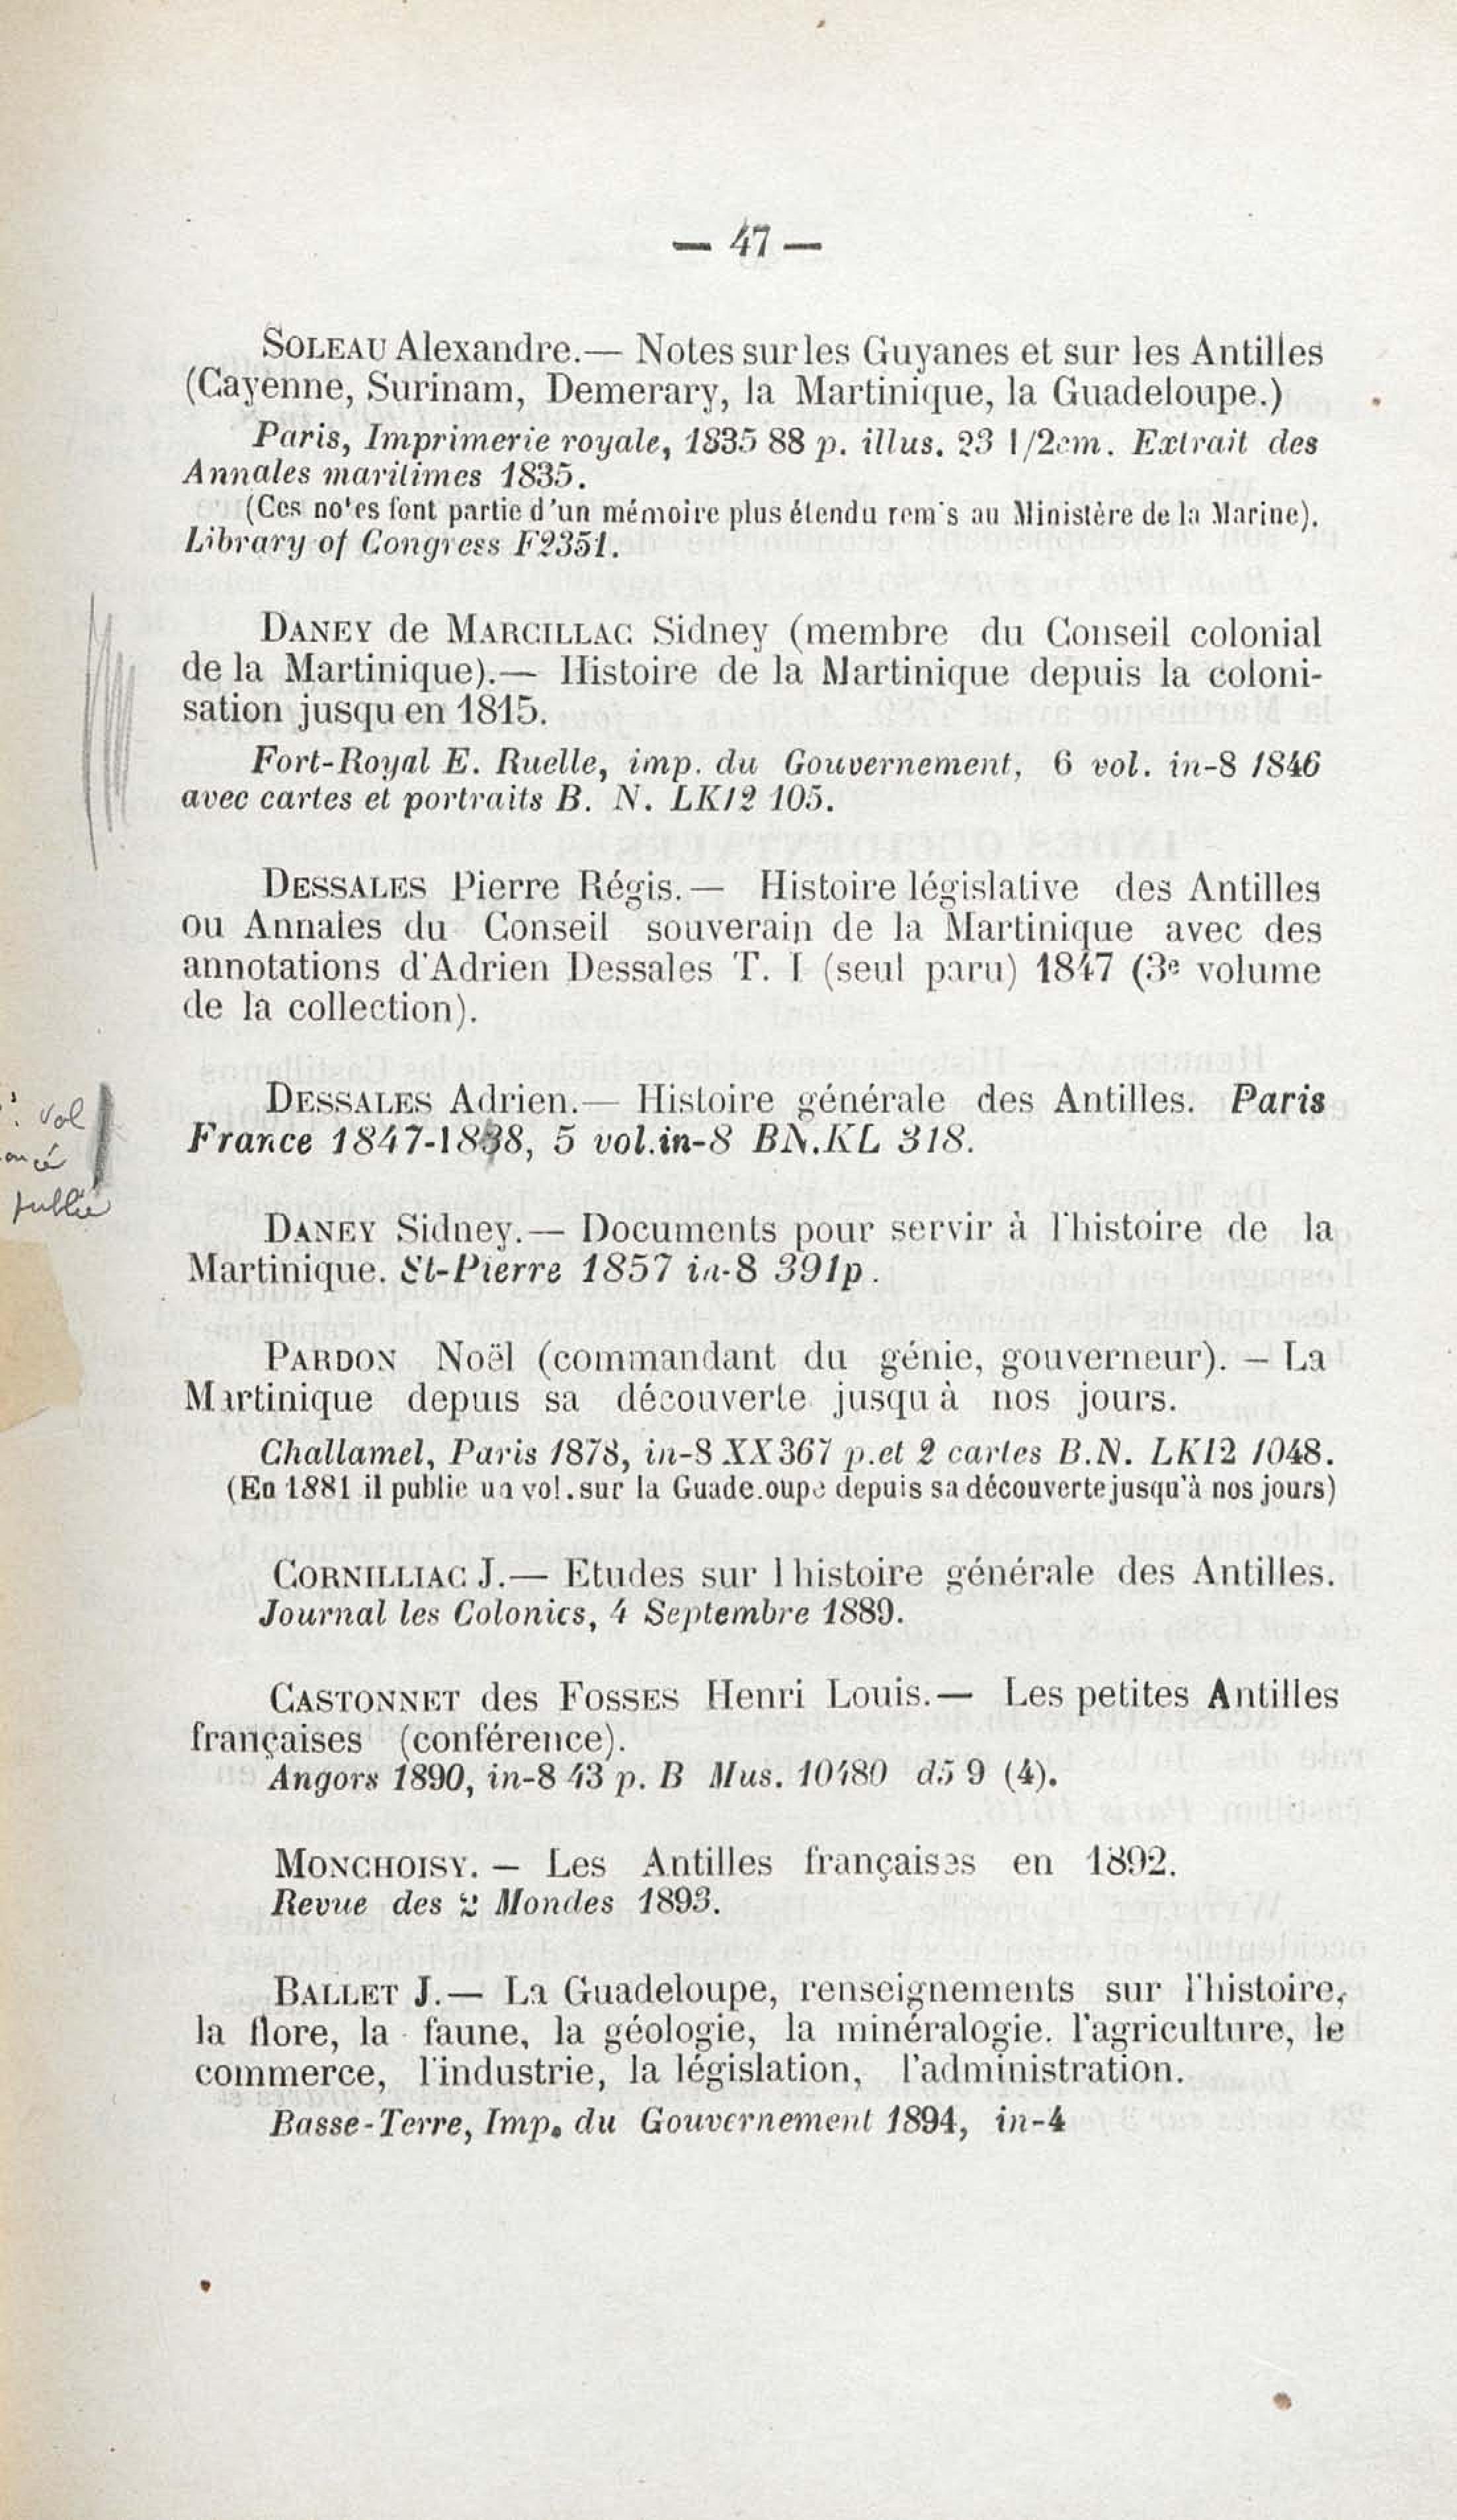 — 47 —
SOLEAU Alexandre.— Notes sur les Guyanes et sur les Antilles
(Cayenne, Surinam, Demerary, la Martinique, la Guadeloupe.)
Paris, Imprimerie royale, 1835 88 p. illus. 23 1/2cm. Extrait des
Annales maritimes 1835.
(Ces notes font partie d'un mémoire plus étendu remis au Ministère de la Marine).
Library of Congress F2351.
DANEY de MARCILLAC Sidney (membre du Conseil colonial
de la Martinique).— Histoire de la Martinique depuis la coloni-
sation jusqu en 1815.
Fort-Royal E. Ruelle, imp. du Gouvernement, 6 vol. in-8 1846
avec cartes et portraits B. N. LK12 105.
DESSALES Pierre Régis.— Histoire législative des Antilles
ou Annales du Conseil souverain de la Martinique avec des
annotations d'Adrien Dessales T. I (seul paru) 1847 (3e volume
de la collection).
vol
publié
DESSALES Adrien.— Histoire générale des Antilles. Paris
France 1847-1838, 5 vol.in-8 BN.KL 318.
DANEY Sidney.— Documents pour servir à l'histoire de la
Martinique. St-Pierre 1857 in-8 391p.
PARDON Noël (commandant du génie, gouverneur). — La
Martinique depuis sa découverte jusqu à nos jours.
Challamel, Paris 1878, in-8 XX 367 p.et 2 cartes B.N. LK12 1048.
(En 1881 il publie un vol.sur la Guadeloupe depuis sa découverte jusqu'à nos jours)
CORNILLIAC J.— Etudes sur l histoire générale des Antilles.
Journal les Colonies, 4 Septembre 1889.
CASTONNET des FOSSES Henri Louis.— Les petites Antilles
françaises (conférence).
Angors 1890, in-8 43 p. B Mus. 10480 d5 9 (4).
MONCHOISY. — Les Antilles françaises en 1892.
Revue des 2 Mondes 1893.
BALLET J.— La Guadeloupe, renseignements sur l'histoire,
la flore, la faune, la géologie, la minéralogie. l'agriculture, le
commerce, l'industrie, la législation, l'administration.
Basse-Terre, Imp. du Gouvernement 1894, in-4